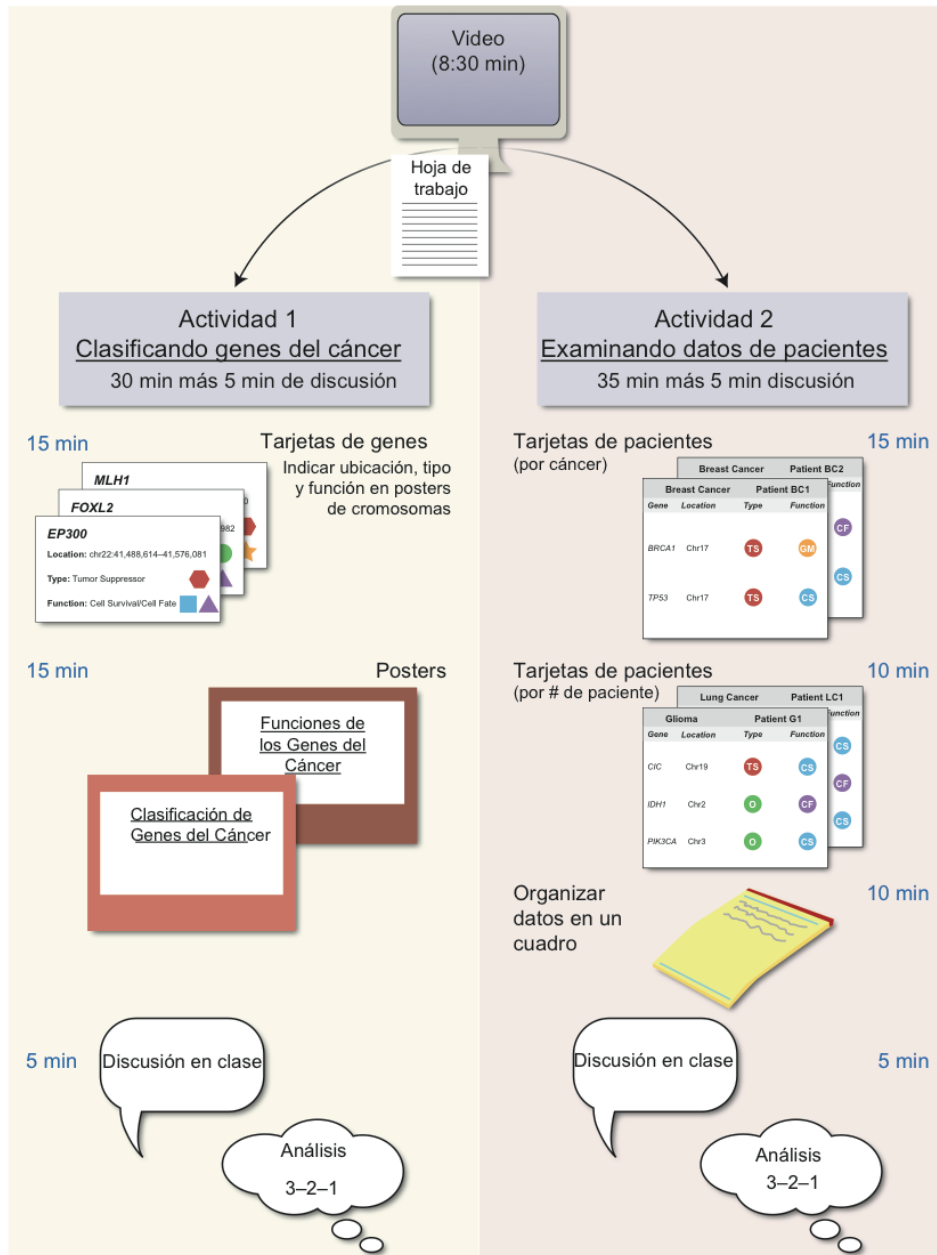 Video
(8:30 min)
Hoja de
trabajo
Actividad 1
Clasificando genes del cáncer
30 min más 5 min de discusión
15 min
Tarjetas de genes
Indicar ubicación, tipo
y función en posters
de cromosomas
MLH1
0
FOXL2
982
EP300
Location: chr22:41,488,614–41,576,081
Type: Tumor Suppressor
Function: Cell Survival/Cell Fate
15 min
Posters
Funciones de
los Genes del
Cáncer
Clasificación de
Genes del Cáncer
5 min
Discusión en clase
Análisis
3–2–1
Actividad 2
Examinando datos de pacientes
35 min más 5 min discusión
Tarjetas de pacientes
15 min
(por cáncer)
Breast Cancer Patient BC2
Function
CF
CS
Breast Cancer Patient BC1
Gene Location Type Function
BRCA1 Chr17 TS GM
TP53 Chr17 TS CS
Tarjetas de pacientes
10 min
(por # de paciente)
Lung Cancer Patient LC1
Function
CS
CF
CS
Glioma Patient G1
Gene Location Type Function
CIC Chr19 TS CS
IDH1 Chr2 O CF
PIK3CA Chr3 O CS
Organizar
datos en un
cuadro
10 min
Discusión en clase
5 min
Análisis
3–2–1